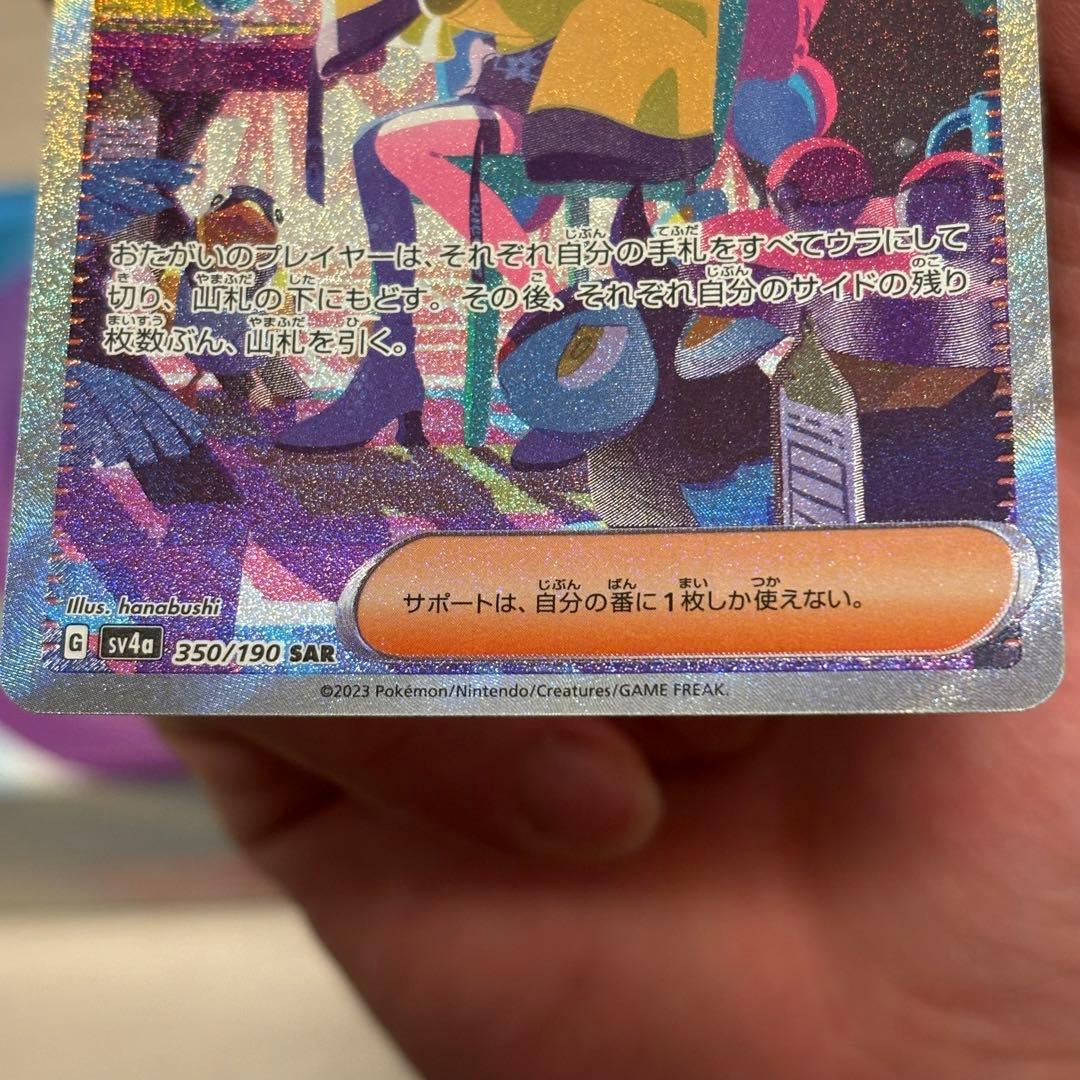 おたがいのプレイヤーは、それぞれ自分の手札をすべてウラにして
切り、山札の下にもどす。その後、それぞれ自分のサイドの残り
枚数ぶん、山札を引く。
サポートは、自分の番に1枚しか使えない。
Illus. hanabushi
G sv4a 350/190 SAR
©2023 Pokémon/Nintendo/Creatures/GAME FREAK.